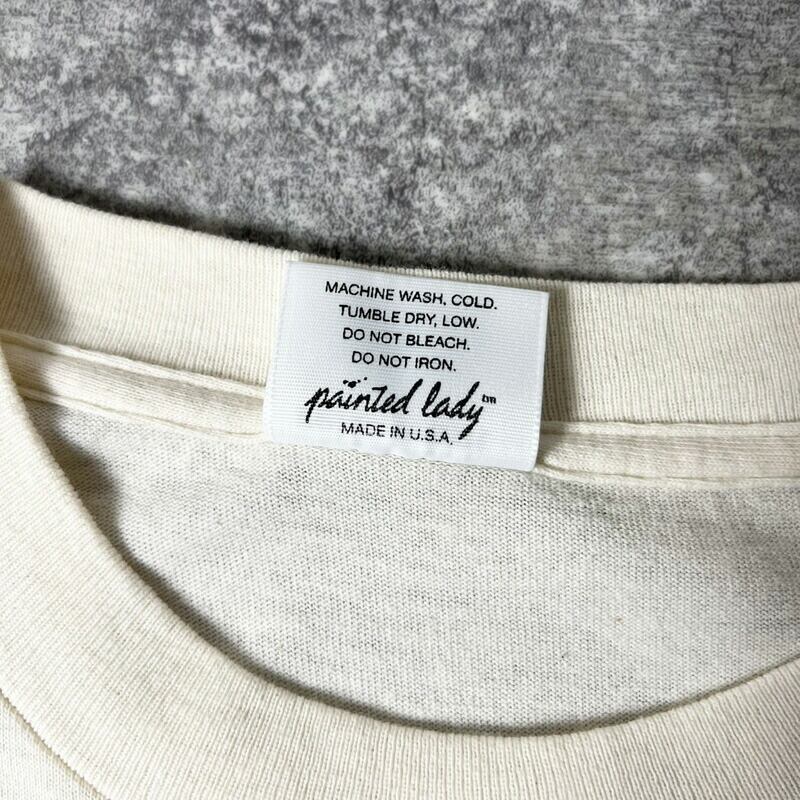 MACHINE WASH, COLD.
TUMBLE DRY, LOW.
DO NOT BLEACH.
DO NOT IRON.
painted lady™
MADE IN U.S.A.